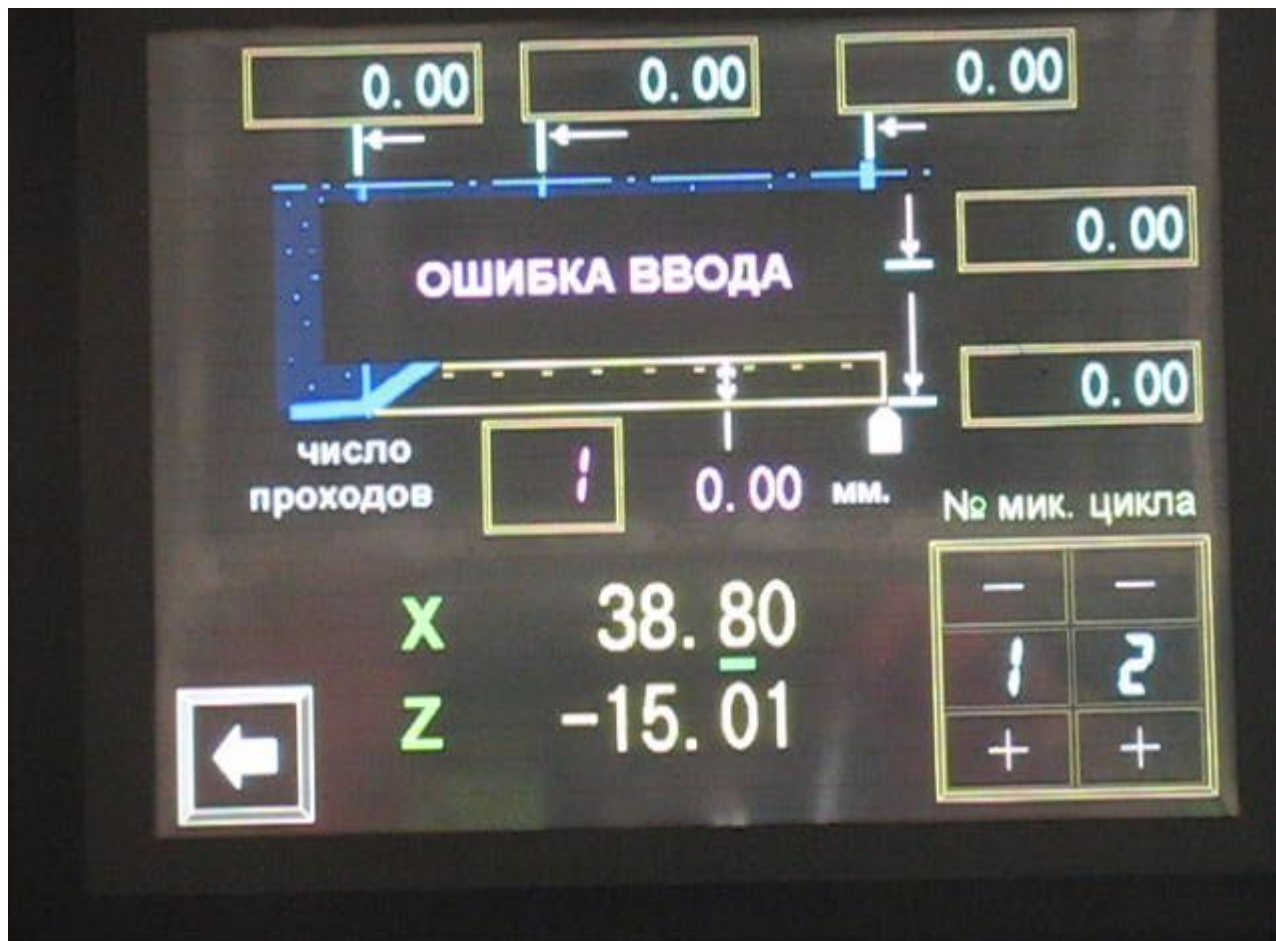 0.00 0.00 0.00
0.00
ОШИБКА ВВОДА
0.00
число
проходов
1
0.00 мм.
№ мик. цикла
X 38.80
Z -15.01
- -
1 2
+ +